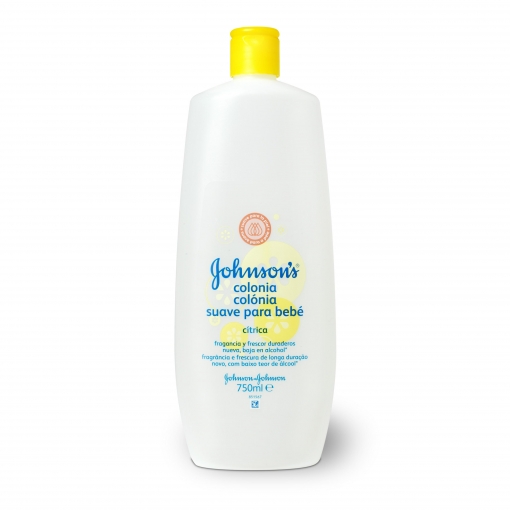 Johnson's®
colonia
colónia
suave para bebé
cítrica
fragancia y frescor duraderos
nueva, baja en alcohol*
fragrância e frescura de longa duração
novo, com baixo teor de álcool*
Johnson & Johnson
750ml ℮